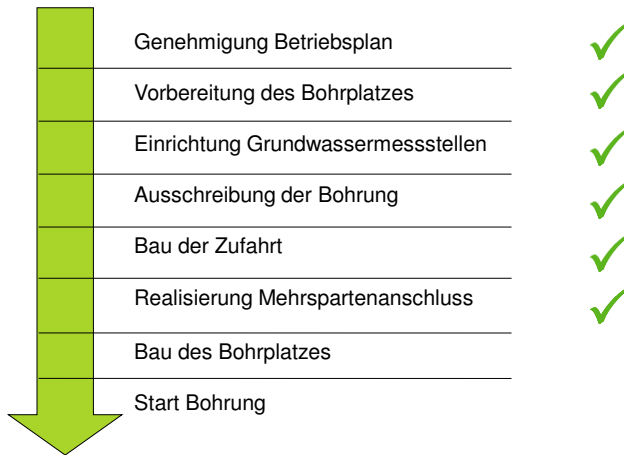 Genehmigung Betriebsplan
Vorbereitung des Bohrplatzes
Einrichtung Grundwassermessstellen
Ausschreibung der Bohrung
Bau der Zufahrt
Realisierung Mehrspartenanschluss
Bau des Bohrplatzes
Start Bohrung